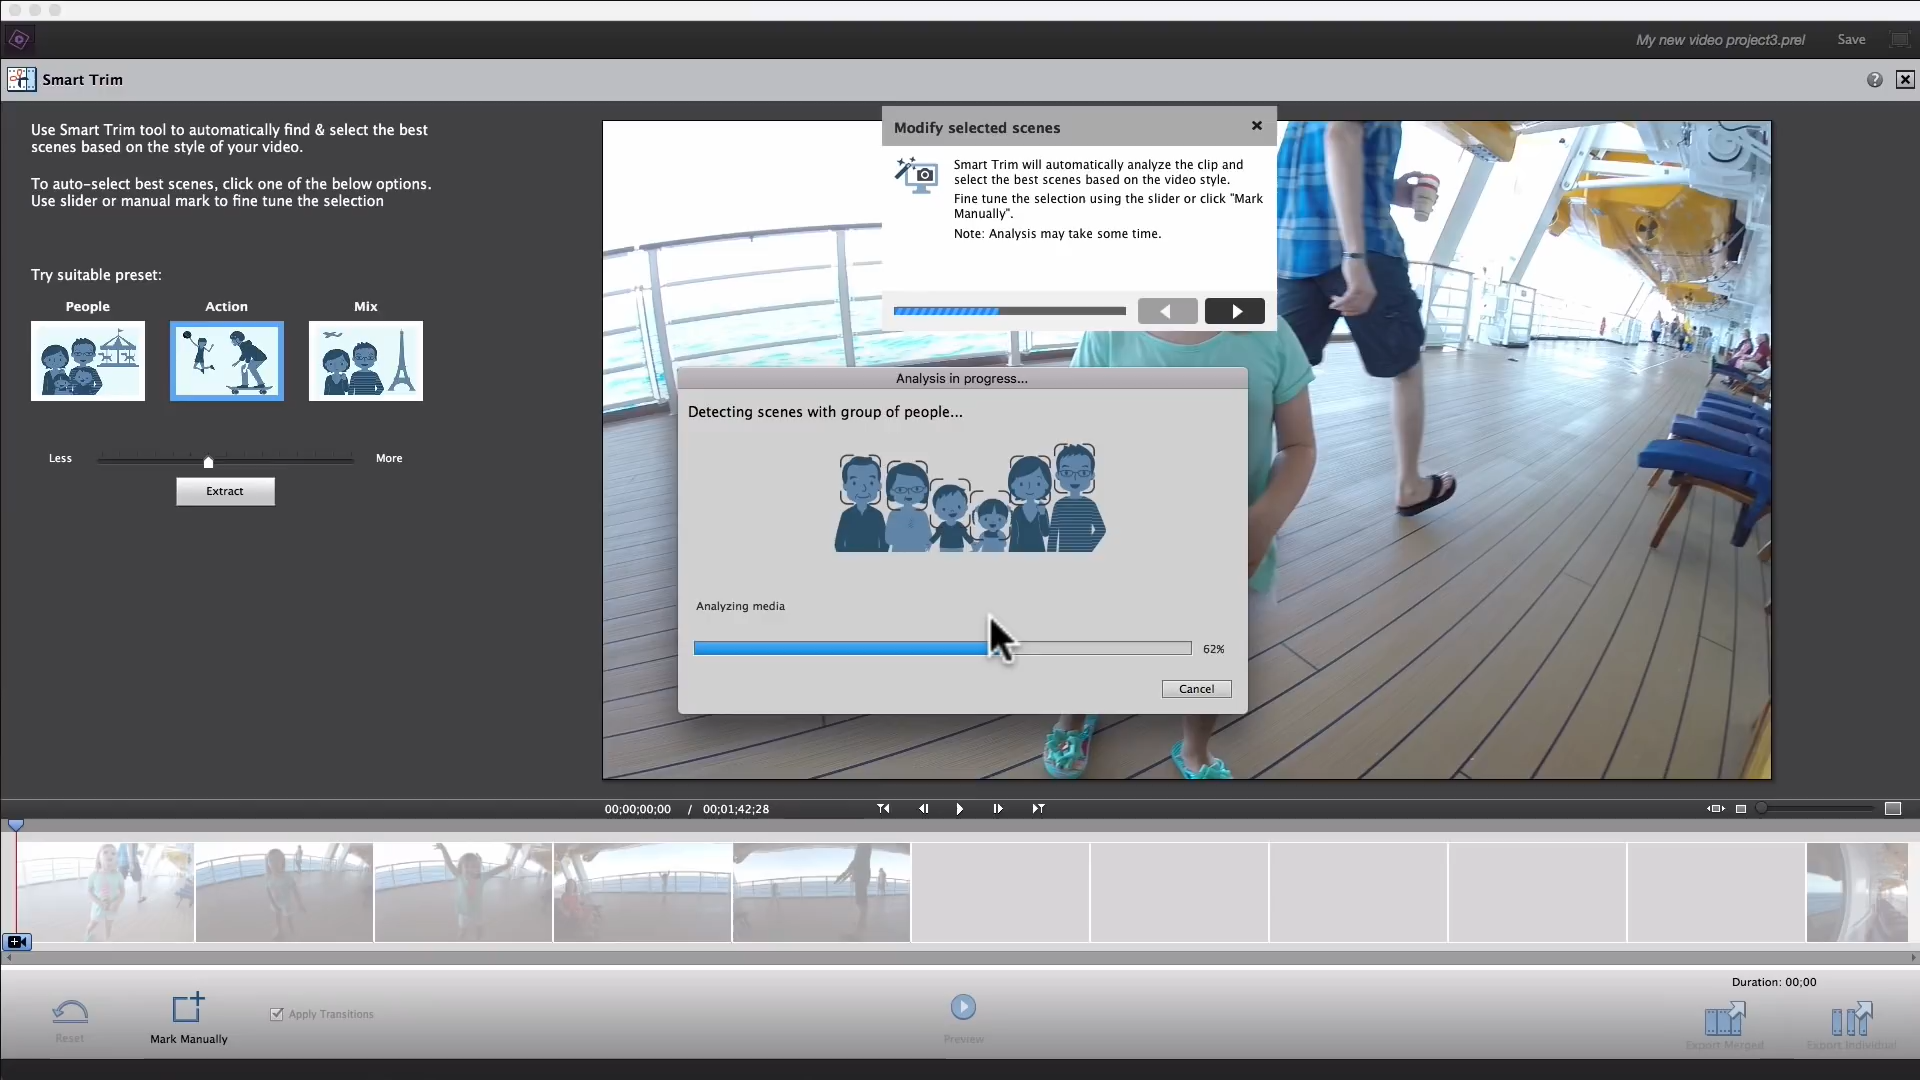 My new video project3.prel
Save
Smart Trim
Use Smart Trim tool to automatically find & select the best
scenes based on the style of your video.
To auto-select best scenes, click one of the below options.
Use slider or manual mark to fine tune the selection
Try suitable preset:
People
Action
Mix
Less
More
Extract
Modify selected scenes
Smart Trim will automatically analyze the clip and
select the best scenes based on the video style.
Fine tune the selection using the slider or click "Mark
Manually".
Note: Analysis may take some time.
Analysis in progress...
Detecting scenes with group of people...
Analyzing media
62%
Cancel
00;00;00;00 / 00;01;42;28
Reset
Mark Manually
Apply Transitions
Preview
Duration: 00;00
Export Merged
Export Individual